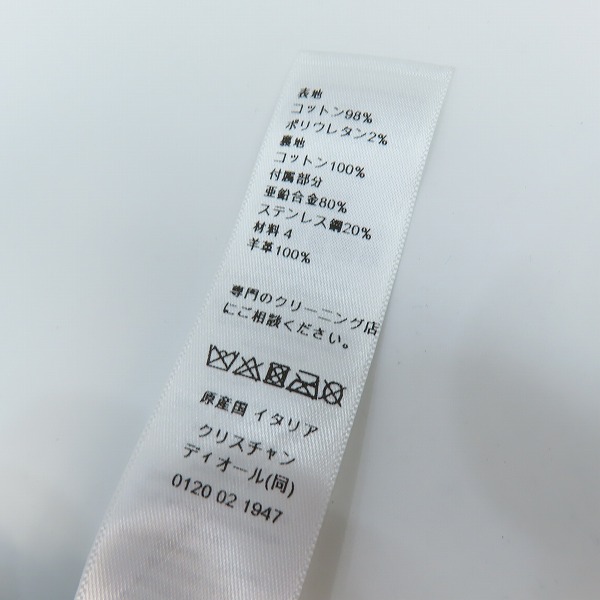 表地
コットン98%
ポリウレタン2%
裏地
コットン100%
付属部分
亜鉛合金80%
ステンレス鋼20%
材料 4
羊革100%
専門のクリーニング店
にご相談ください。
原産国 イタリア
クリスチャン
ディオール(同)
0120 02 1947